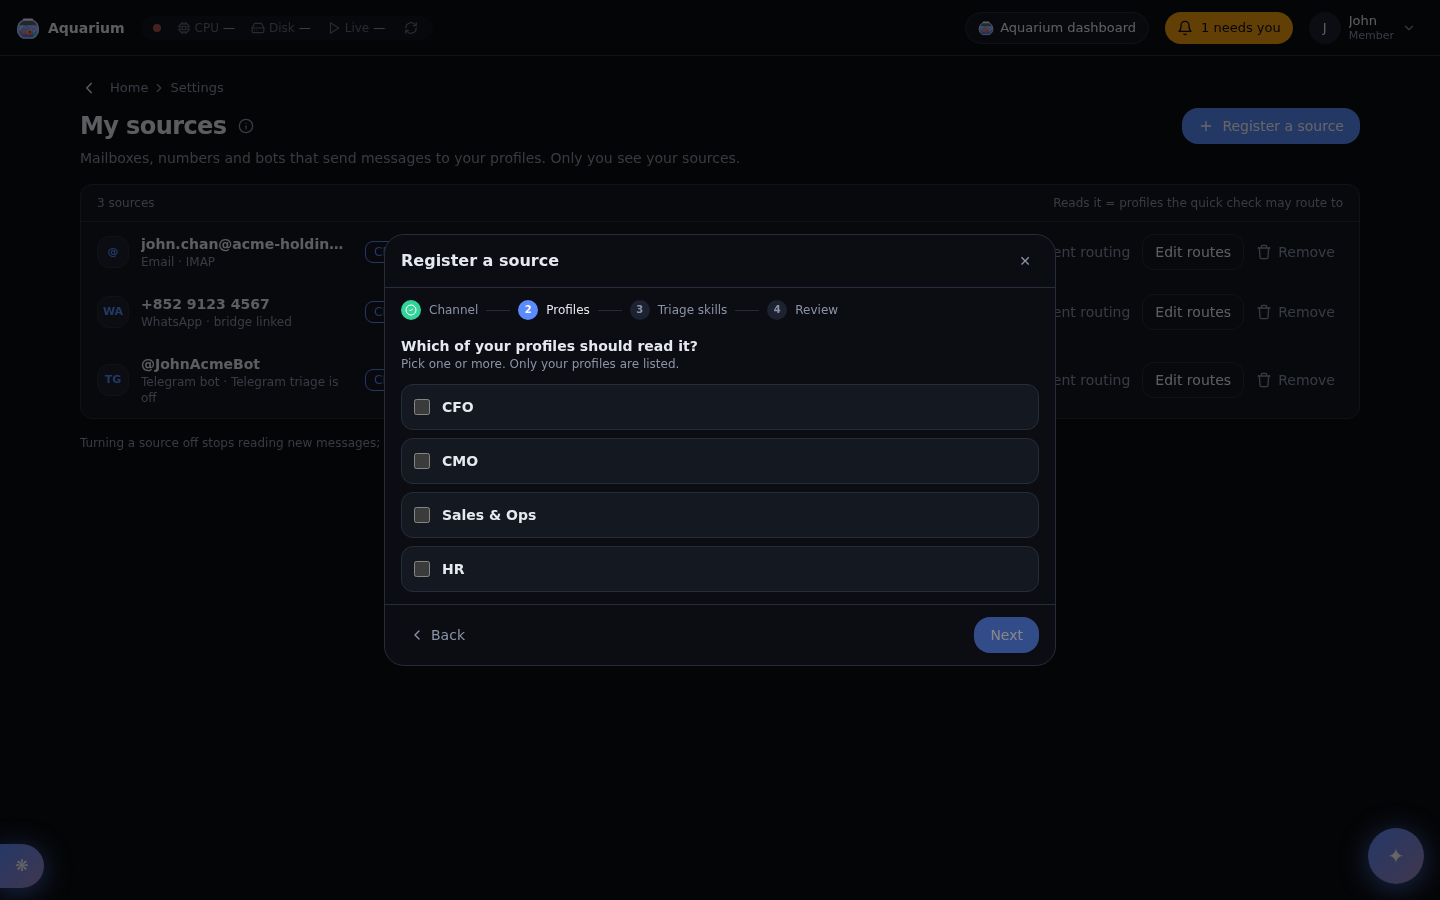 Aquarium
CPU —
Disk —
Live —
Aquarium dashboard
1 needs you
J
John
Member
Home
Settings
My sources
Register a source
Mailboxes, numbers and bots that send messages to your profiles. Only you see your sources.
3 sources
Reads it = profiles the quick check may route to
@
john.chan@acme-holdin…
Email · IMAP
routing
Edit routes
Remove
WA
+852 9123 4567
WhatsApp · bridge linked
routing
Edit routes
Remove
TG
@JohnAcmeBot
Telegram bot · Telegram triage is
off
routing
Edit routes
Remove
Turning a source off stops reading new messages;
Register a source
Channel
2 Profiles
3 Triage skills
4 Review
Which of your profiles should read it?
Pick one or more. Only your profiles are listed.
CFO
CMO
Sales & Ops
HR
Back
Next